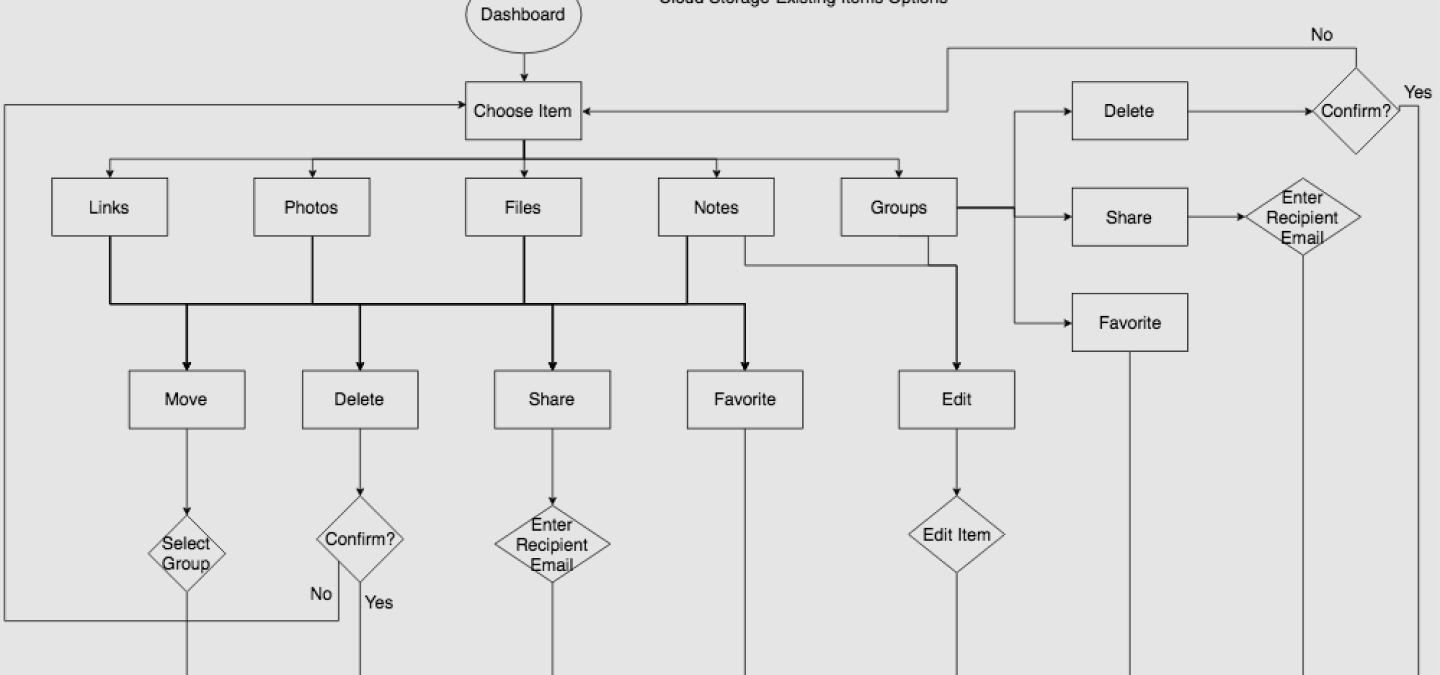 Cloud Storage Existing Items Options
Dashboard
No
Choose Item
Delete
Confirm?
Yes
Links
Photos
Files
Notes
Groups
Share
Enter
Recipient
Email
Favorite
Move
Delete
Share
Favorite
Edit
Select
Group
Confirm?
Enter
Recipient
Email
Edit Item
No
Yes